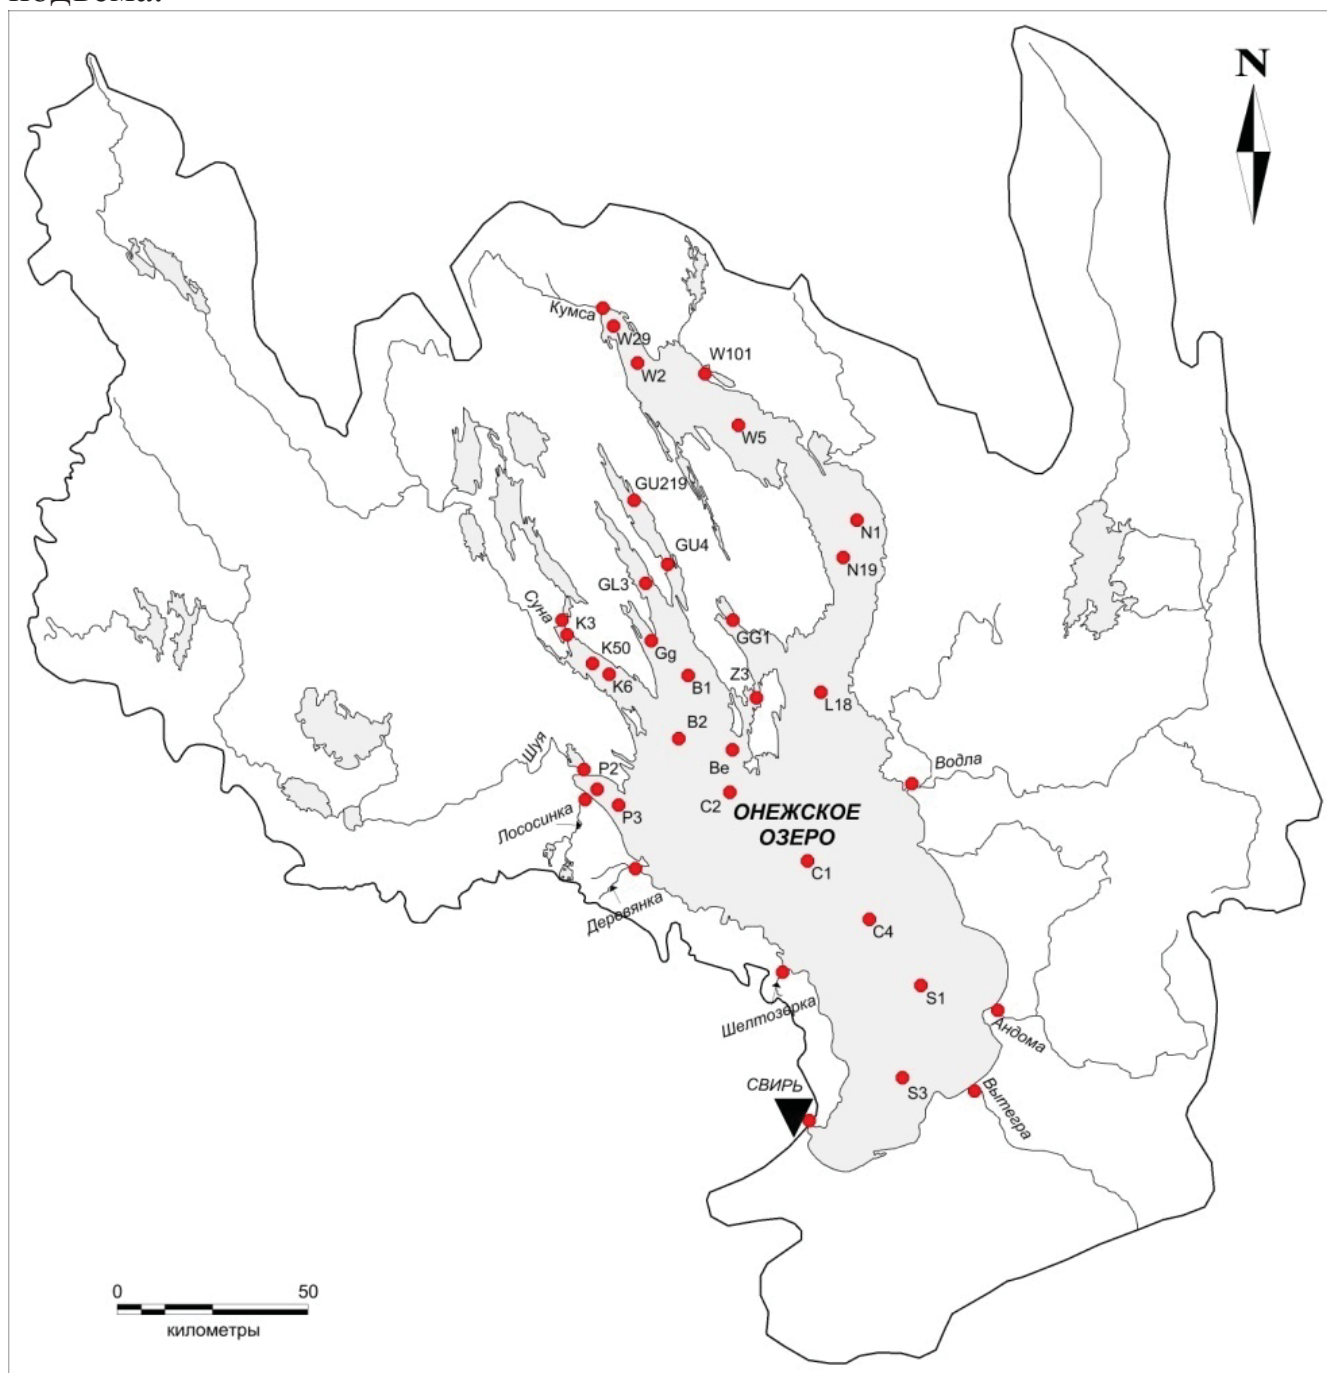 подъема.
N
Кумса
W29
W2
W101
W5
GU219
GU4
GL3
N1
N19
Суна
K3
K50
K6
Gg
GG1
B1
Z3
L18
B2
Be
Шуя
P2
P3
C2
Водла
Лососинка
ОНЕЖСКОЕ
ОЗЕРО
C1
Деревянка
C4
S1
Шелтозерка
Андома
S3
СВИРЬ
Вытегра
0 50
километры